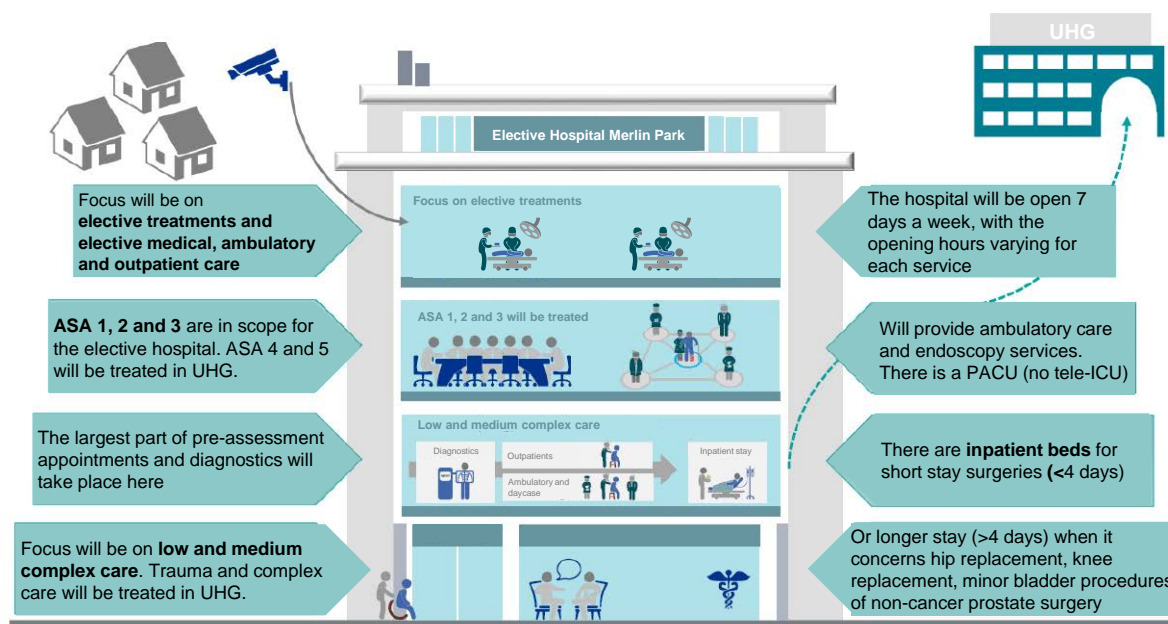 UHG
Elective Hospital Merlin Park
Focus will be on
elective treatments and
elective medical, ambulatory
and outpatient care
ASA 1, 2 and 3 are in scope for
the elective hospital. ASA 4 and 5
will be treated in UHG.
The largest part of pre-assessment
appointments and diagnostics will
take place here
Focus will be on low and medium
complex care. Trauma and complex
care will be treated in UHG.
Focus on elective treatments
ASA 1, 2 and 3 will be treated
Low and medium complex care
Diagnostics
Outpatients
Ambulatory and
daycase
Inpatient stay
The hospital will be open 7
days a week, with the
opening hours varying for
each service
Will provide ambulatory care
and endoscopy services.
There is a PACU (no tele-ICU)
There are inpatient beds for
short stay surgeries (<4 days)
Or longer stay (>4 days) when it
concerns hip replacement, knee
replacement, minor bladder procedures
of non-cancer prostate surgery